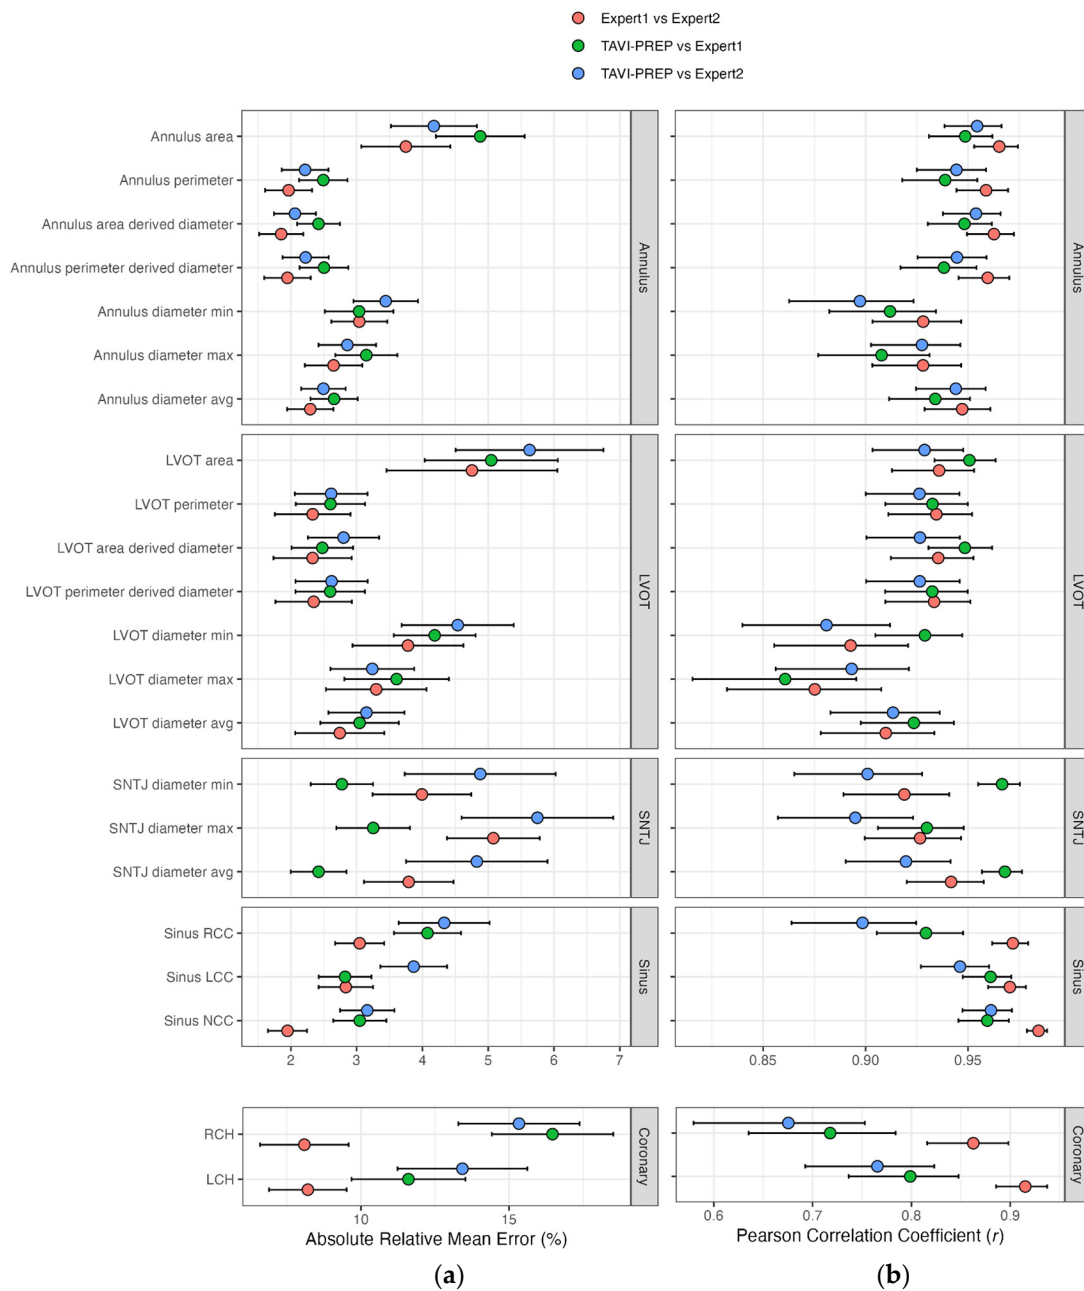 Expert1 vs Expert2
TAVI-PREP vs Expert1
TAVI-PREP vs Expert2
Annulus area
Annulus perimeter
Annulus area derived diameter
Annulus perimeter derived diameter
Annulus diameter min
Annulus diameter max
Annulus diameter avg
Annulus
Annulus
LVOT area
LVOT perimeter
LVOT area derived diameter
LVOT perimeter derived diameter
LVOT diameter min
LVOT diameter max
LVOT diameter avg
LVOT
LVOT
SNTJ diameter min
SNTJ diameter max
SNTJ diameter avg
SNTJ
SNTJ
Sinus RCC
Sinus LCC
Sinus NCC
Sinus
Sinus
2 3 4 5 6 7
0.85 0.90 0.95
RCH
LCH
Coronary
Coronary
10 15
0.6 0.7 0.8 0.9
Absolute Relative Mean Error (%)
Pearson Correlation Coefficient (r)
(a) (b)